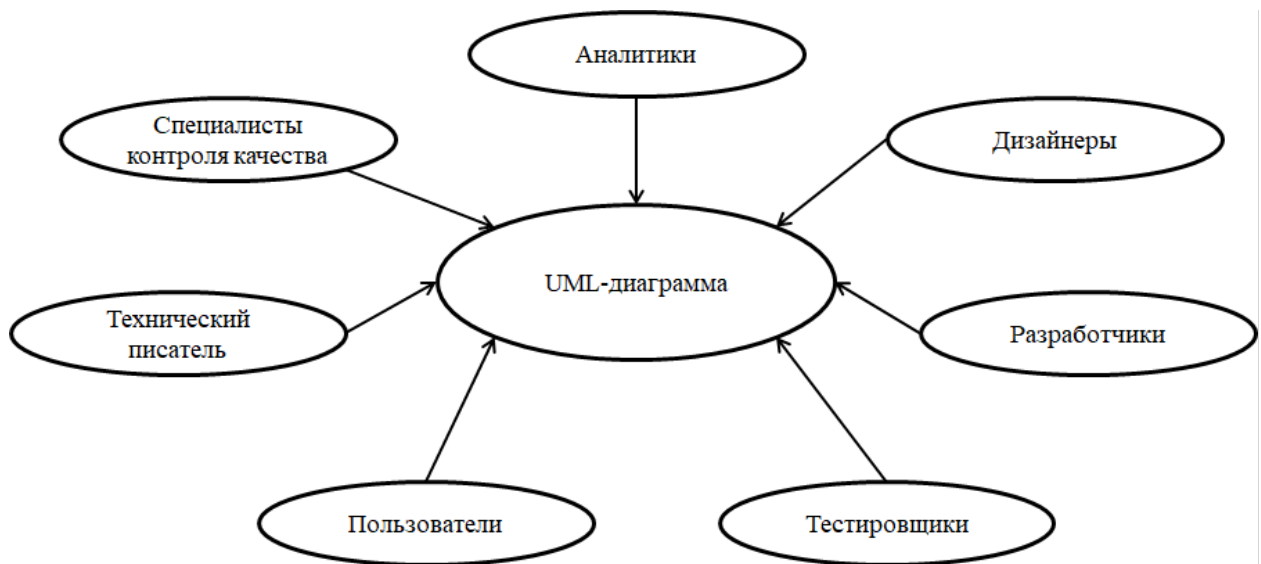 Аналитики
Специалисты
контроля качества
Дизайнеры
UML-диаграмма
Технический
писатель
Разработчики
Пользователи
Тестировщики